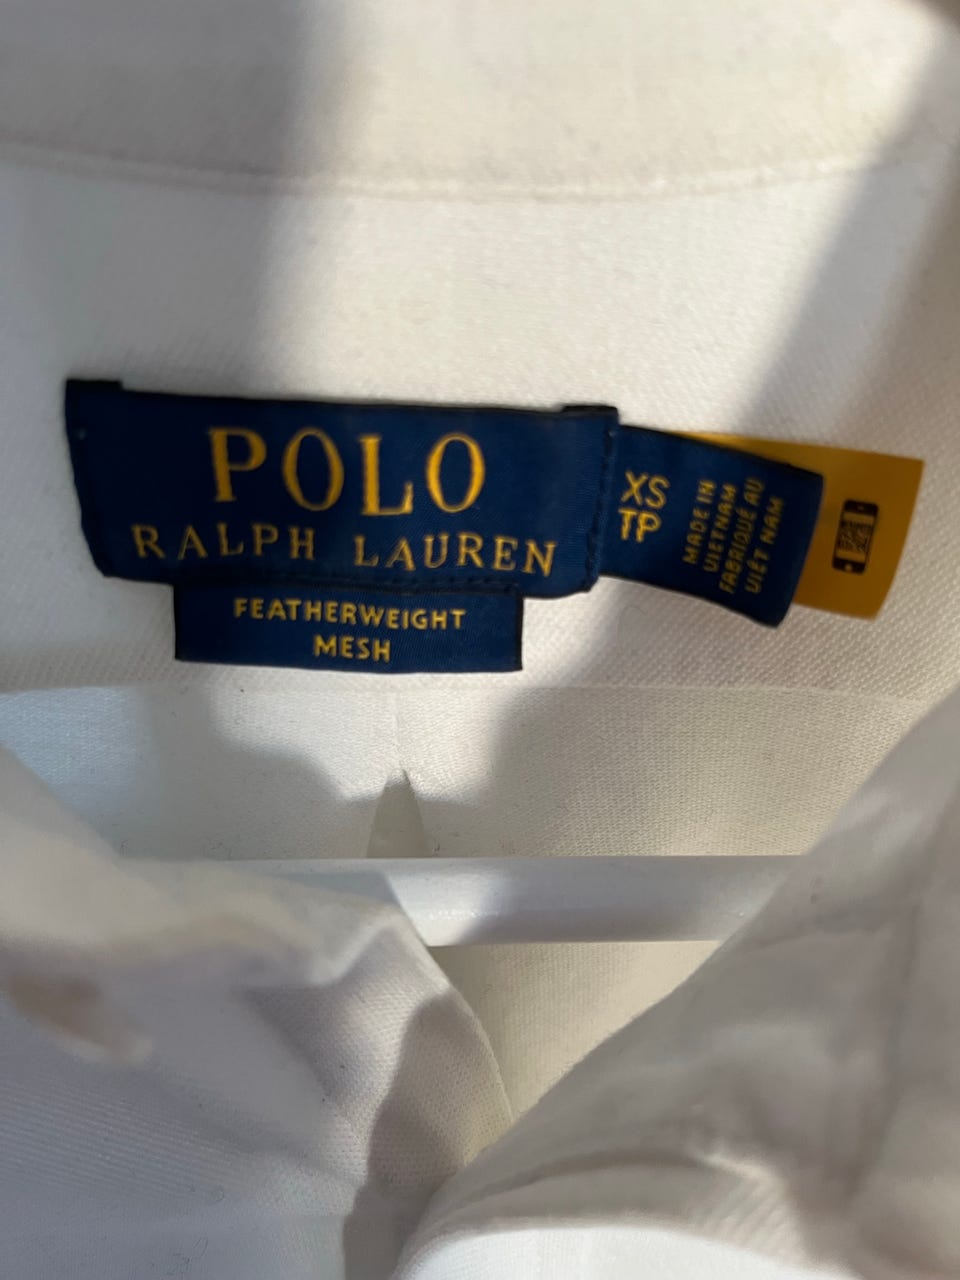 POLO
RALPH LAUREN
FEATHERWEIGHT
MESH
XS
TP
MADE IN
VIETNAM
FABRIQUÉ AU
VIÊT NAM